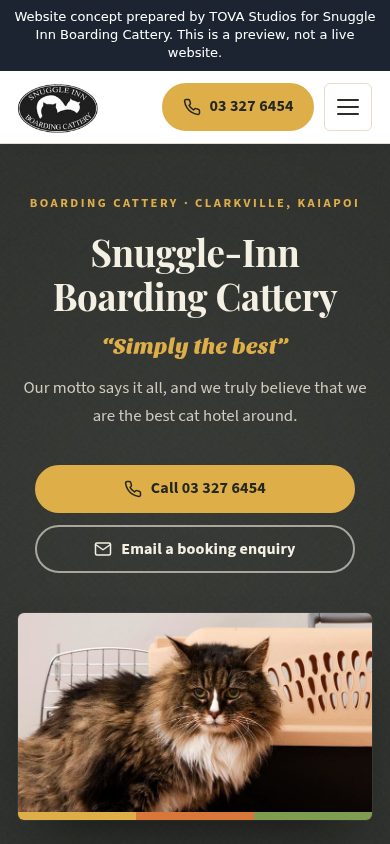 Website concept prepared by TOVA Studios for Snuggle
Inn Boarding Cattery. This is a preview, not a live
website.
SNUGGLE INN
BOARDING CATTERY
03 327 6454
BOARDING CATTERY · CLARKVILLE, KAIAPOI
Snuggle-Inn
Boarding Cattery
“Simply the best”
Our motto says it all, and we truly believe that we
are the best cat hotel around.
Call 03 327 6454
Email a booking enquiry